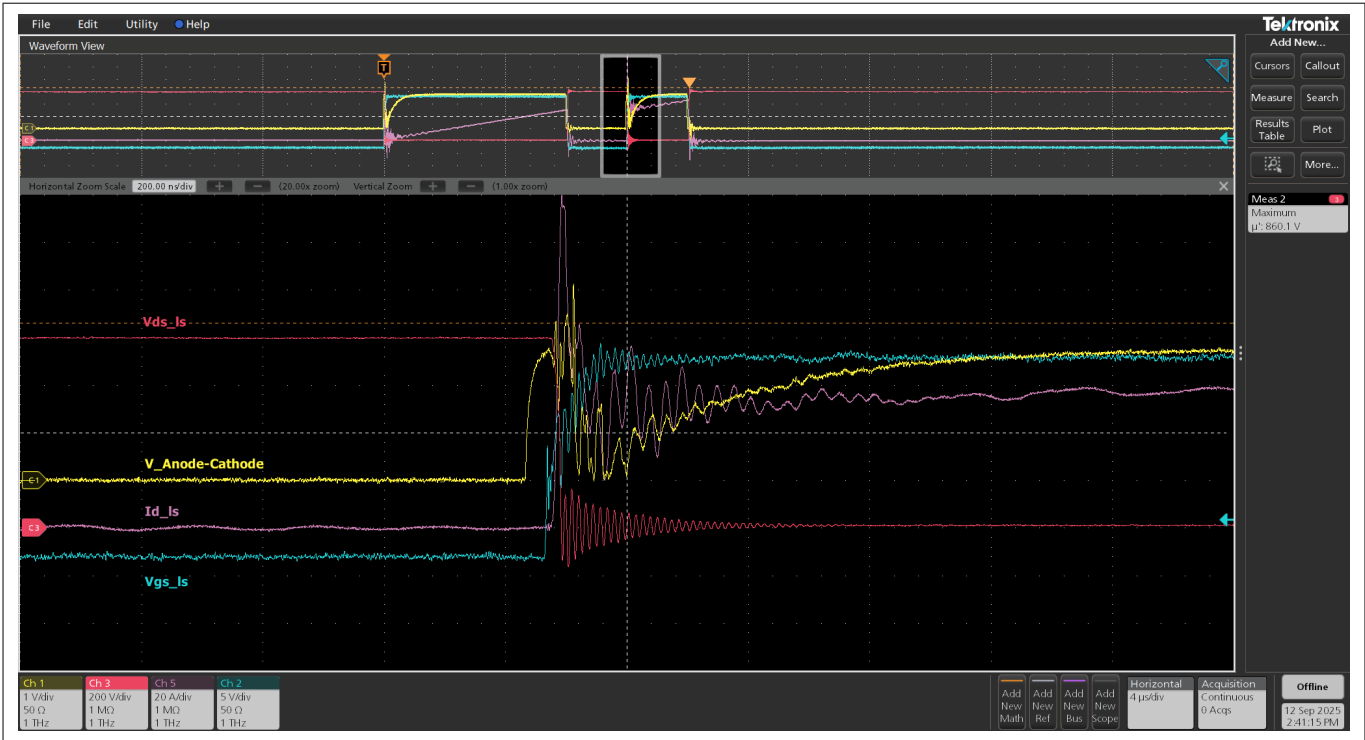 File Edit Utility Help
Tektronix
Waveform View
Add New...
Cursors Callout
Measure Search
Results Table Plot
More...
T
C1
C3
Horizontal Zoom Scale 200.00 ns/div + − (20.00x zoom) Vertical Zoom + − (1.00x zoom)
Meas 2 3
Maximum
µ': 860.1 V
Vds_ls
V_Anode-Cathode
C1
Id_ls
C3
Vgs_ls
Ch 1
1 V/div
50 Ω
1 THz
Ch 3
200 V/div
1 MΩ
1 THz
Ch 5
20 A/div
1 MΩ
1 THz
Ch 2
5 V/div
50 Ω
1 THz
Add
New
Math
Add
New
Ref
Add
New
Bus
Add
New
Scope
Horizontal
4 µs/div
Acquisition
Continuous
0 Acqs
Offline
12 Sep 2025
2:41:15 PM